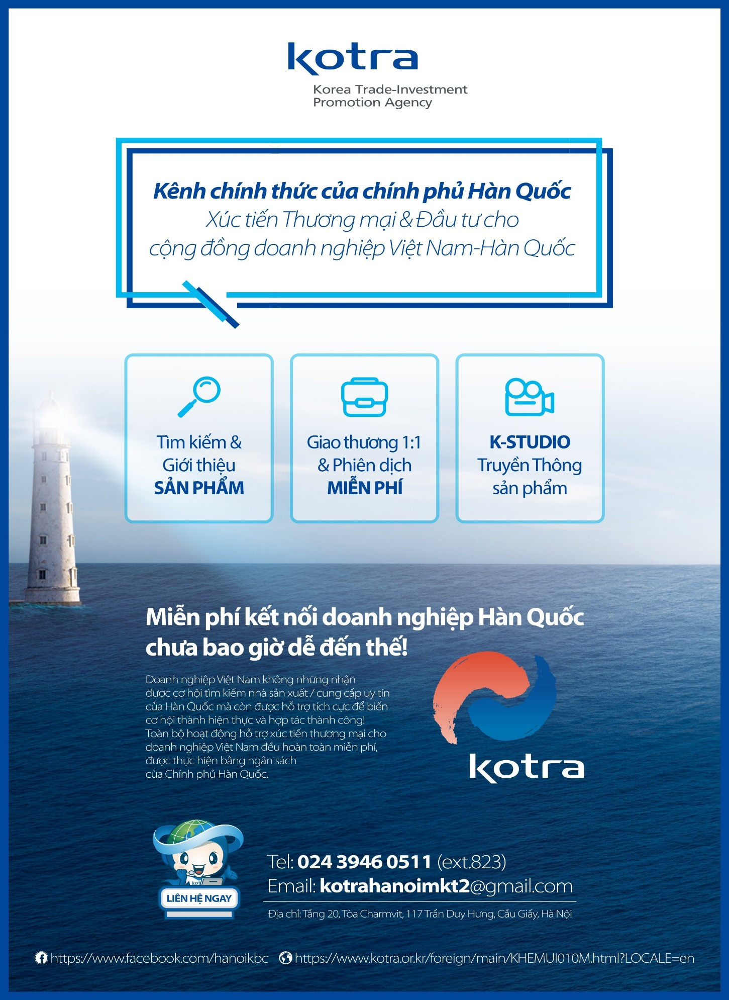 kotra
Korea Trade-Investment
Promotion Agency
Kênh chính thức của chính phủ Hàn Quốc
Xúc tiến Thương mại & Đầu tư cho
cộng đồng doanh nghiệp Việt Nam-Hàn Quốc
Tìm kiếm &
Giới thiệu
SẢN PHẨM
Giao thương 1:1
& Phiên dịch
MIỄN PHÍ
K-STUDIO
Truyền Thông
sản phẩm
Miễn phí kết nối doanh nghiệp Hàn Quốc
chưa bao giờ dễ đến thế!
Doanh nghiệp Việt Nam không những nhận
được cơ hội tìm kiếm nhà sản xuất / cung cấp uy tín
của Hàn Quốc mà còn được hỗ trợ tích cực để biến
cơ hội thành hiện thực và hợp tác thành công!
Toàn bộ hoạt động hỗ trợ xúc tiến thương mại cho
doanh nghiệp Việt Nam đều hoàn toàn miễn phí,
được thực hiện bằng ngân sách
của Chính phủ Hàn Quốc.
kotra
kot
LIÊN HỆ NGAY
Tel: 024 3946 0511 (ext.823)
Email: kotrahanoimkt2@gmail.com
Địa chỉ: Tầng 20, Tòa Charmvit, 117 Trần Duy Hưng, Cầu Giấy, Hà Nội
https://www.facebook.com/hanoikbc https://www.kotra.or.kr/foreign/main/KHEMUI010M.html?LOCALE=en